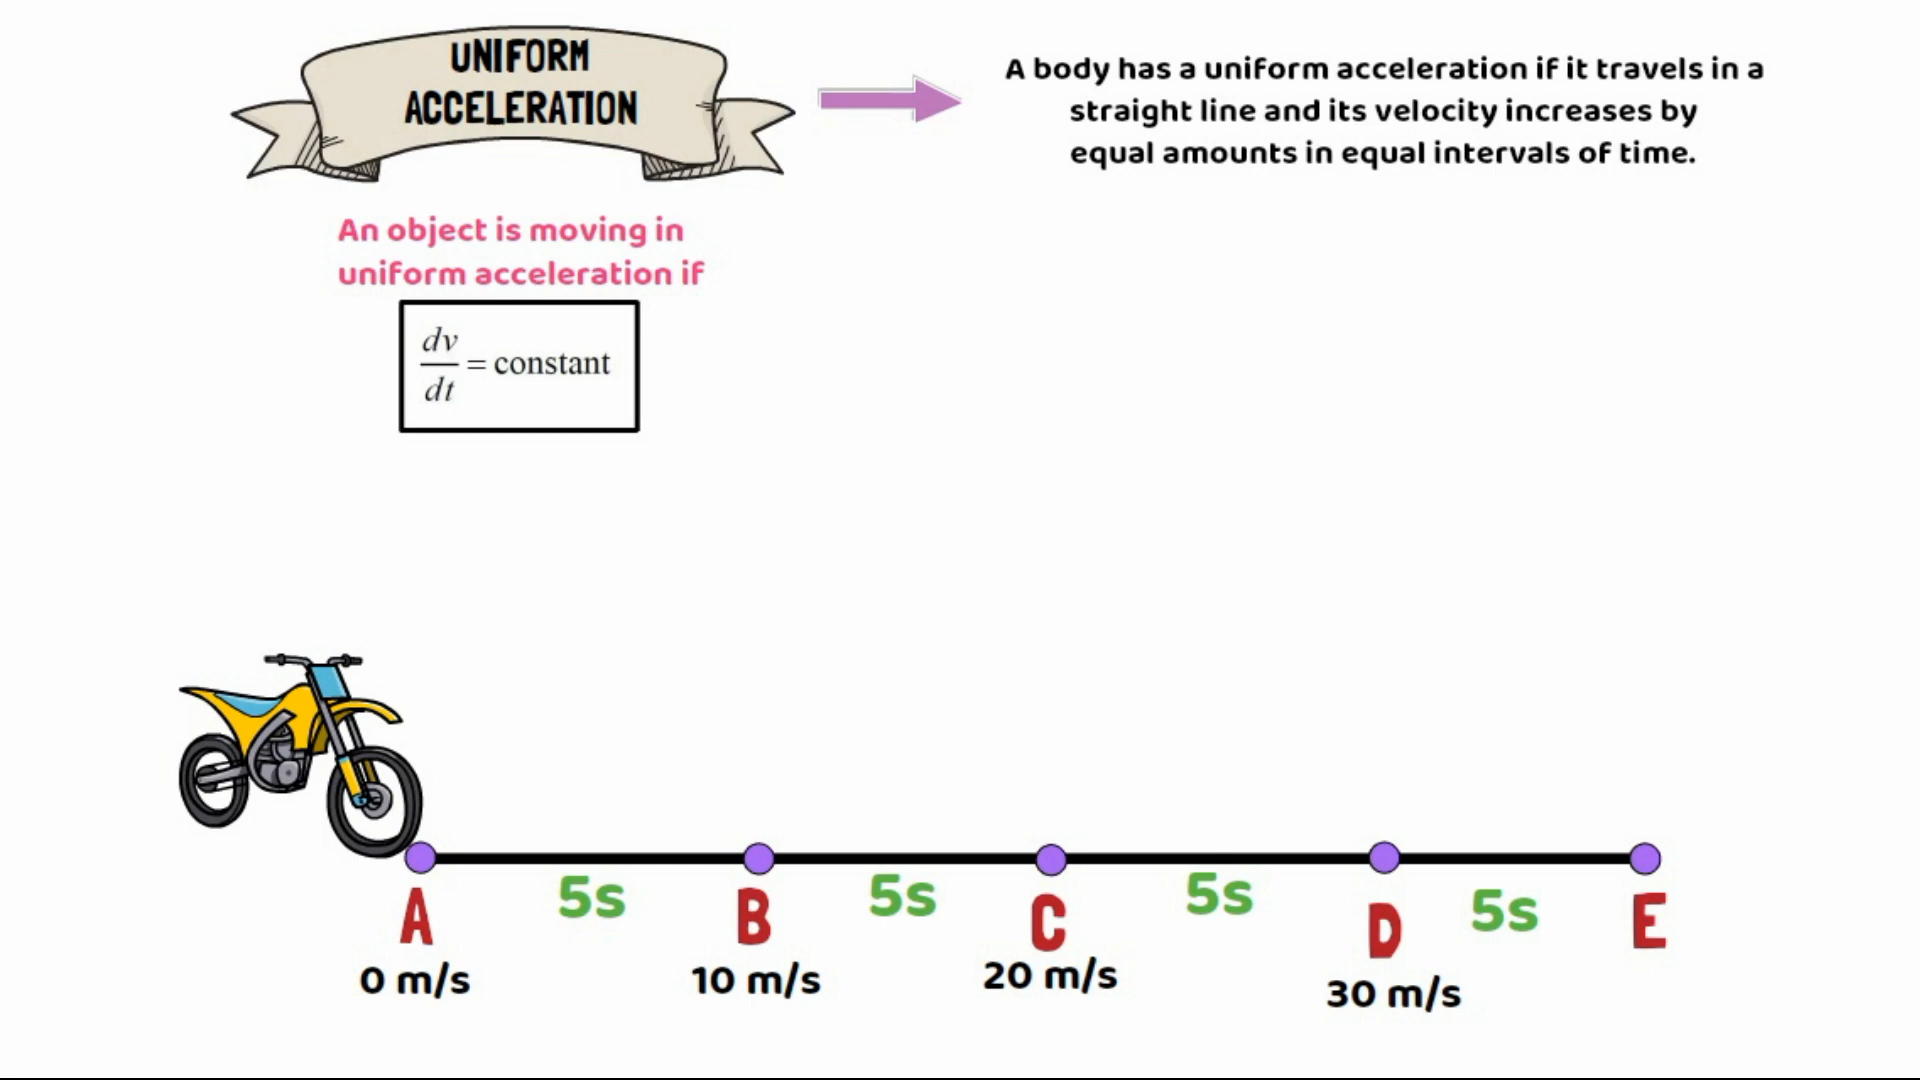 UNIFORM
ACCELERATION
A body has a uniform acceleration if it travels in a
straight line and its velocity increases by
equal amounts in equal intervals of time.
An object is moving in
uniform acceleration if
dv/dt = constant
5s 5s 5s 5s
A B C D E
0 m/s 10 m/s 20 m/s 30 m/s